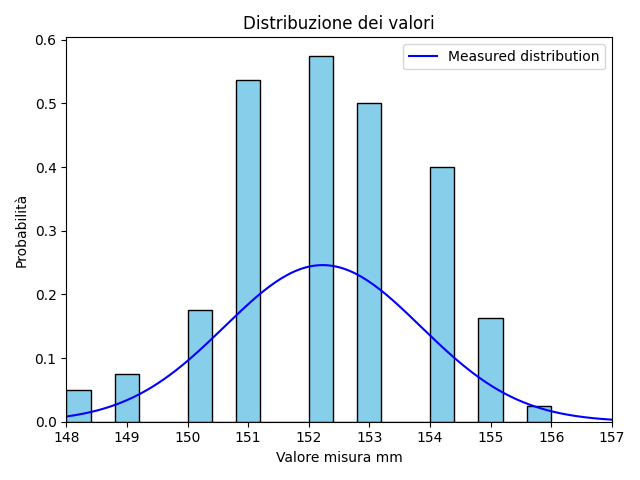 Distribuzione dei valori
Measured distribution
0.6
0.5
0.4
0.3
0.2
0.1
0.0
Probabilità
148 149 150 151 152 153 154 155 156 157
Valore misura mm